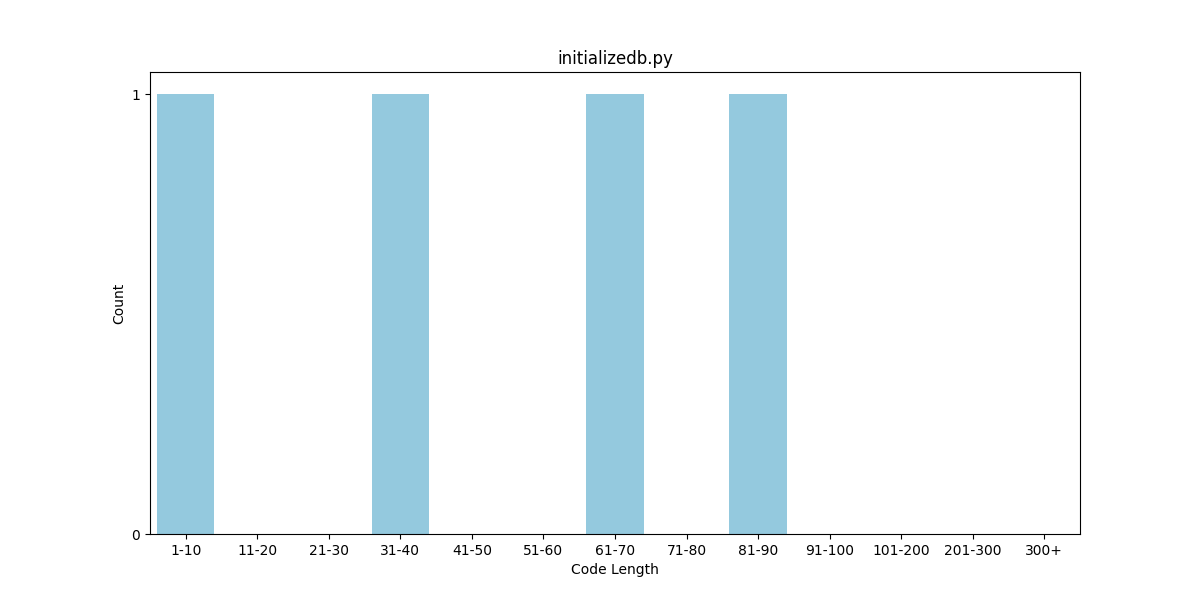 initializedb.py
1
Count
0
1-10 11-20 21-30 31-40 41-50 51-60 61-70 71-80 81-90 91-100 101-200 201-300 300+
Code Length